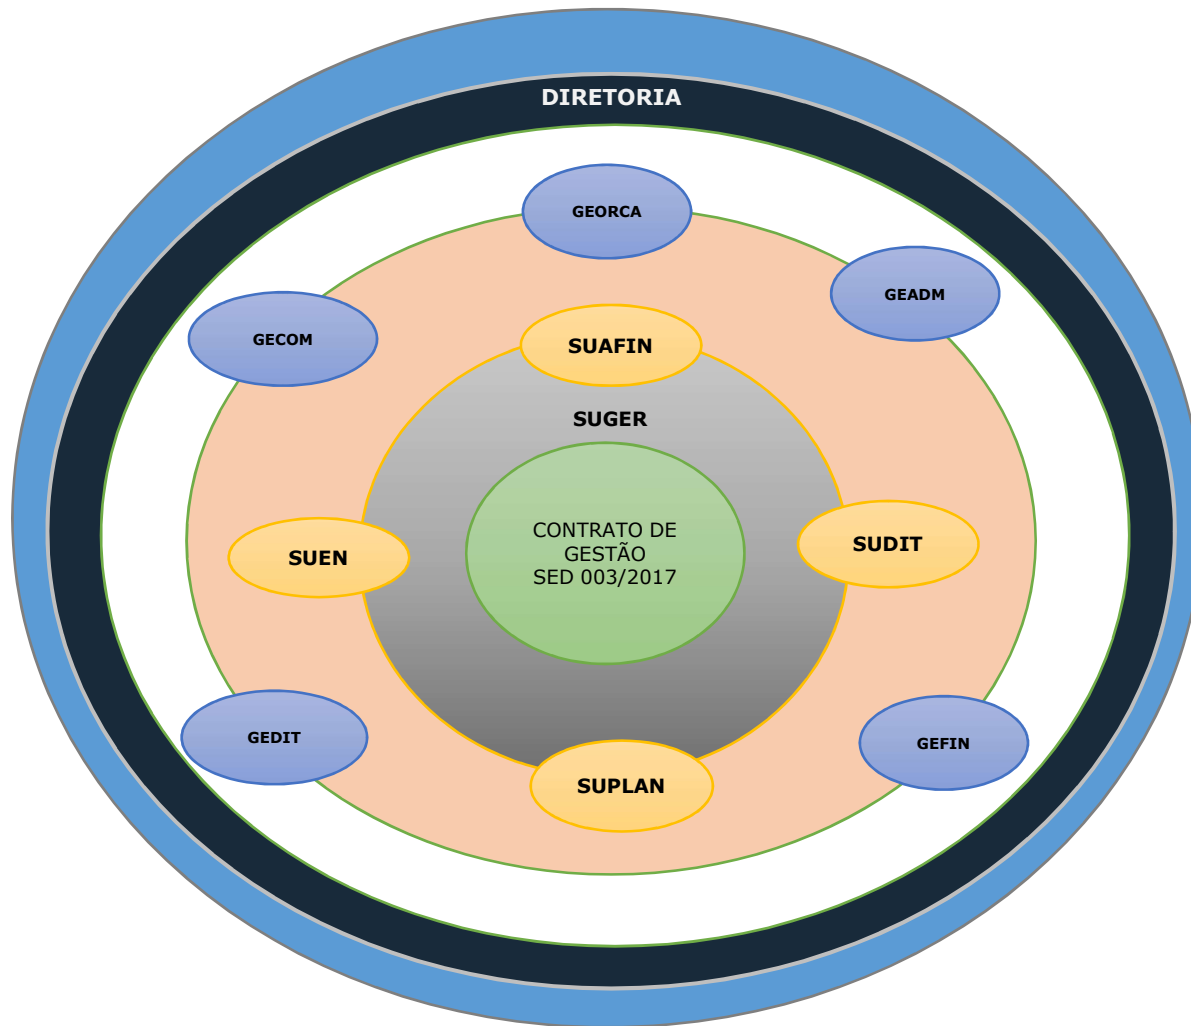 DIRETORIA
GEORCA
GEADM
GECOM
SUAFIN
SUGER
CONTRATO DE
GESTÃO
SED 003/2017
SUEN
SUDIT
GEDIT
GEFIN
SUPLAN